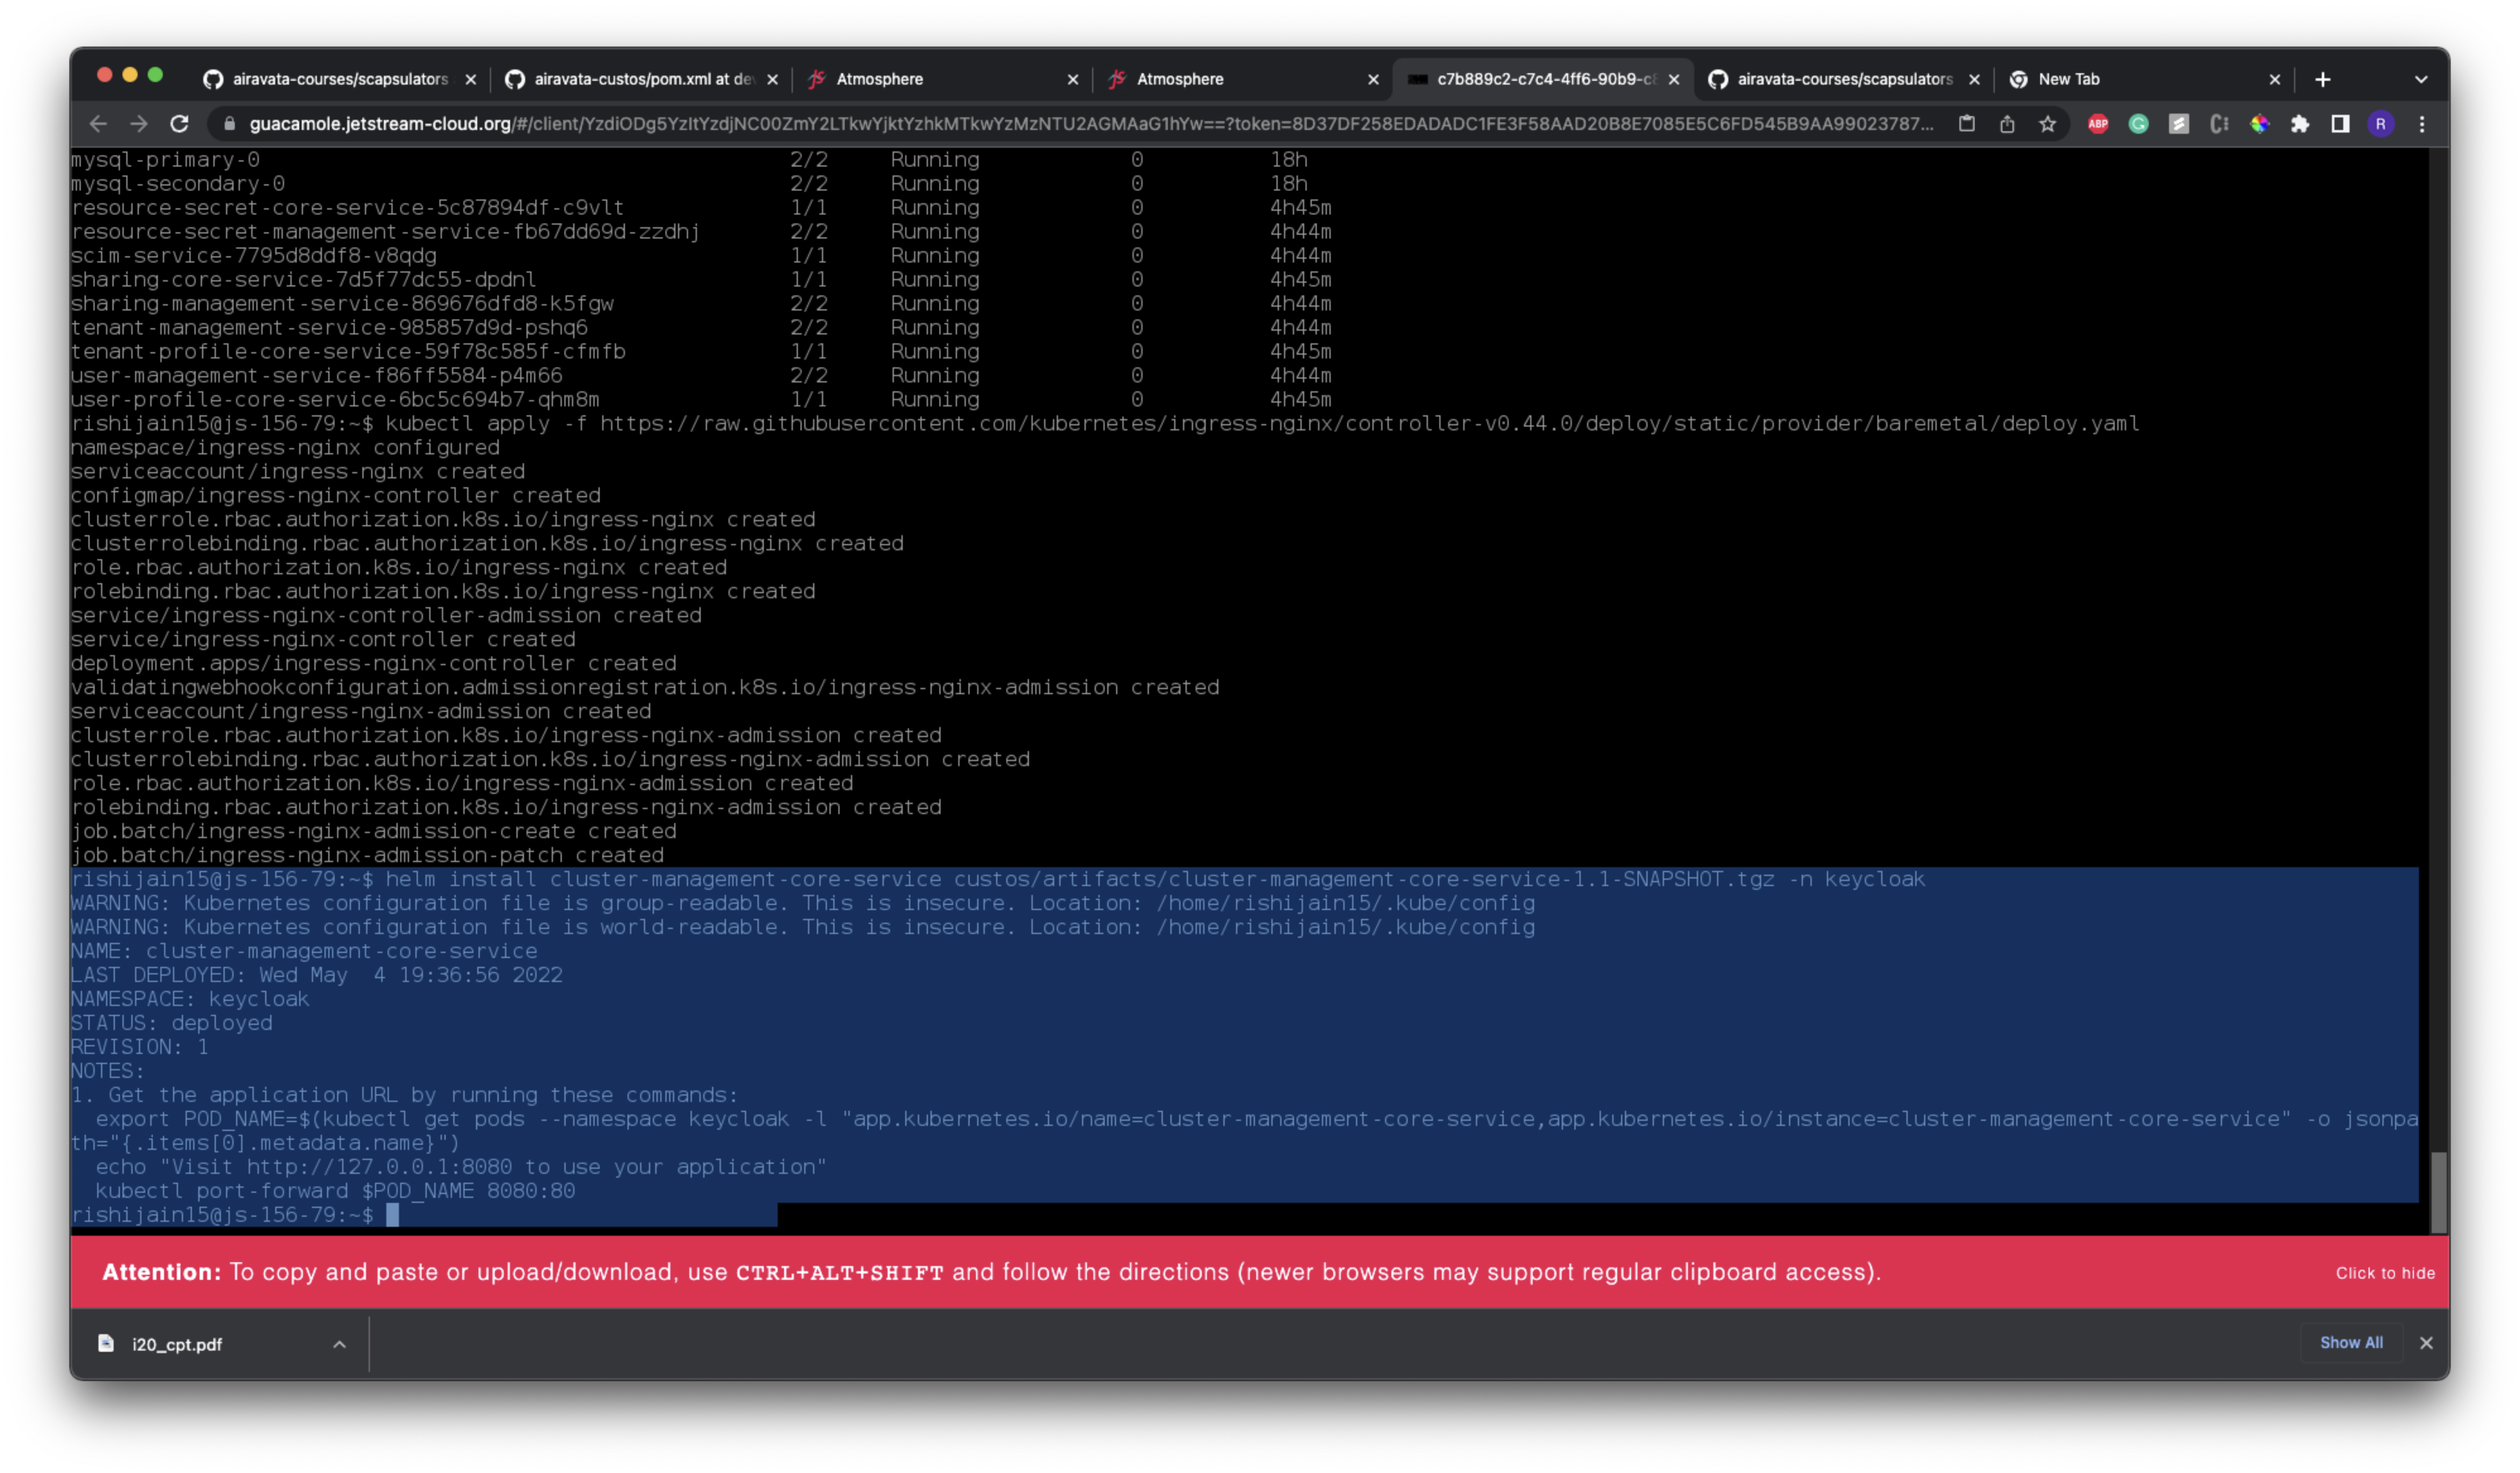 airavata-courses/scapsulators
airavata-custos/pom.xml at de
Atmosphere
Atmosphere
c7b889c2-c7c4-4ff6-90b9-c
airavata-courses/scapsulators
New Tab
guacamole.jetstream-cloud.org/#/client/YzdiODg5YzItYzdjNC00ZmY2LTkwYjktYzhkMTkwYzMzNTU2AGMAaG1hYw==?token=8D37DF258EDADADC1FE3F58AAD20B8E7085E5C6FD545B9AA99023787...
ABP
R
mysql-primary-0 2/2 Running 0 18h
mysql-secondary-0 2/2 Running 0 18h
resource-secret-core-service-5c87894df-c9vlt 1/1 Running 0 4h45m
resource-secret-management-service-fb67dd69d-zzdhj 2/2 Running 0 4h44m
scim-service-7795d8ddf8-v8qdg 1/1 Running 0 4h44m
sharing-core-service-7d5f77dc55-dpdnl 1/1 Running 0 4h45m
sharing-management-service-869676dfd8-k5fgw 2/2 Running 0 4h44m
tenant-management-service-985857d9d-pshq6 2/2 Running 0 4h44m
tenant-profile-core-service-59f78c585f-cfmfb 1/1 Running 0 4h45m
user-management-service-f86ff5584-p4m66 2/2 Running 0 4h44m
user-profile-core-service-6bc5c694b7-qhm8m 1/1 Running 0 4h45m
rishijain15@js-156-79:~$ kubectl apply -f https://raw.githubusercontent.com/kubernetes/ingress-nginx/controller-v0.44.0/deploy/static/provider/baremetal/deploy.yaml
namespace/ingress-nginx configured
serviceaccount/ingress-nginx created
configmap/ingress-nginx-controller created
clusterrole.rbac.authorization.k8s.io/ingress-nginx created
clusterrolebinding.rbac.authorization.k8s.io/ingress-nginx created
role.rbac.authorization.k8s.io/ingress-nginx created
rolebinding.rbac.authorization.k8s.io/ingress-nginx created
service/ingress-nginx-controller-admission created
service/ingress-nginx-controller created
deployment.apps/ingress-nginx-controller created
validatingwebhookconfiguration.admissionregistration.k8s.io/ingress-nginx-admission created
serviceaccount/ingress-nginx-admission created
clusterrole.rbac.authorization.k8s.io/ingress-nginx-admission created
clusterrolebinding.rbac.authorization.k8s.io/ingress-nginx-admission created
role.rbac.authorization.k8s.io/ingress-nginx-admission created
rolebinding.rbac.authorization.k8s.io/ingress-nginx-admission created
job.batch/ingress-nginx-admission-create created
job.batch/ingress-nginx-admission-patch created
rishijain15@js-156-79:~$ helm install cluster-management-core-service custos/artifacts/cluster-management-core-service-1.1-SNAPSHOT.tgz -n keycloak
WARNING: Kubernetes configuration file is group-readable. This is insecure. Location: /home/rishijain15/.kube/config
WARNING: Kubernetes configuration file is world-readable. This is insecure. Location: /home/rishijain15/.kube/config
NAME: cluster-management-core-service
LAST DEPLOYED: Wed May  4 19:36:56 2022
NAMESPACE: keycloak
STATUS: deployed
REVISION: 1
NOTES:
1. Get the application URL by running these commands:
  export POD_NAME=$(kubectl get pods --namespace keycloak -l "app.kubernetes.io/name=cluster-management-core-service,app.kubernetes.io/instance=cluster-management-core-service" -o jsonpa
th="{.items[0].metadata.name}")
  echo "Visit http://127.0.0.1:8080 to use your application"
  kubectl port-forward $POD_NAME 8080:80
rishijain15@js-156-79:~$
Attention: To copy and paste or upload/download, use CTRL+ALT+SHIFT and follow the directions (newer browsers may support regular clipboard access).
Click to hide
i20_cpt.pdf
Show All